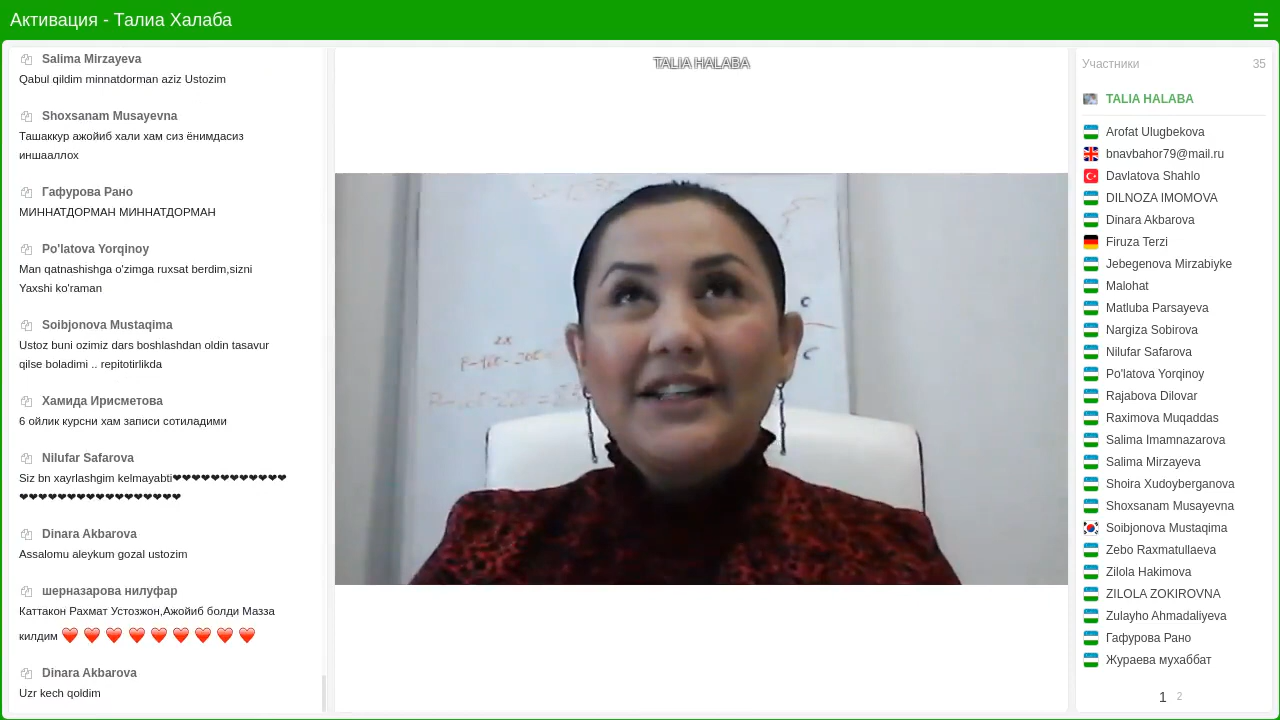 Активация - Талиа Халаба
Salima Mirzayeva
Qabul qildim minnatdorman aziz Ustozim
Shoxsanam Musayevna
Ташаккур ажойиб хали хам сиз ёнимдасиз
иншааллох
Гафурова Рано
МИННАТДОРМАН МИННАТДОРМАН
Po'latova Yorqinoy
Man qatnashishga o'zimga ruxsat berdim,sizni
Yaxshi ko'raman
Soibjonova Mustaqima
Ustoz buni ozimiz dars boshlashdan oldin tasavur
qilse boladimi .. repitotirlikda
Хамида Ирисметова
6 ойлик курсни хам записи сотиладими
Nilufar Safarova
Siz bn xayrlashgim kelmayabti❤❤❤❤❤❤❤❤❤❤❤❤
❤❤❤❤❤❤❤❤❤❤❤❤❤❤❤❤❤
Dinara Akbarova
Assalomu aleykum gozal ustozim
шерназарова нилуфар
Каттакон Рахмат Устозжон,Ажойиб болди Мазза
килдим ❤❤❤❤❤❤❤❤❤
Dinara Akbarova
Uzr kech qoldim
TALIA HALABA
Участники 35
TALIA HALABA
Arofat Ulugbekova
bnavbahor79@mail.ru
Davlatova Shahlo
DILNOZA IMOMOVA
Dinara Akbarova
Firuza Terzi
Jebegenova Mirzabiyke
Malohat
Matluba Parsayeva
Nargiza Sobirova
Nilufar Safarova
Po'latova Yorqinoy
Rajabova Dilovar
Raximova Muqaddas
Salima Imamnazarova
Salima Mirzayeva
Shoira Xudoyberganova
Shoxsanam Musayevna
Soibjonova Mustaqima
Zebo Raxmatullaeva
Zilola Hakimova
ZILOLA ZOKIROVNA
Zulayho Ahmadaliyeva
Гафурова Рано
Жураева мухаббат
1 2